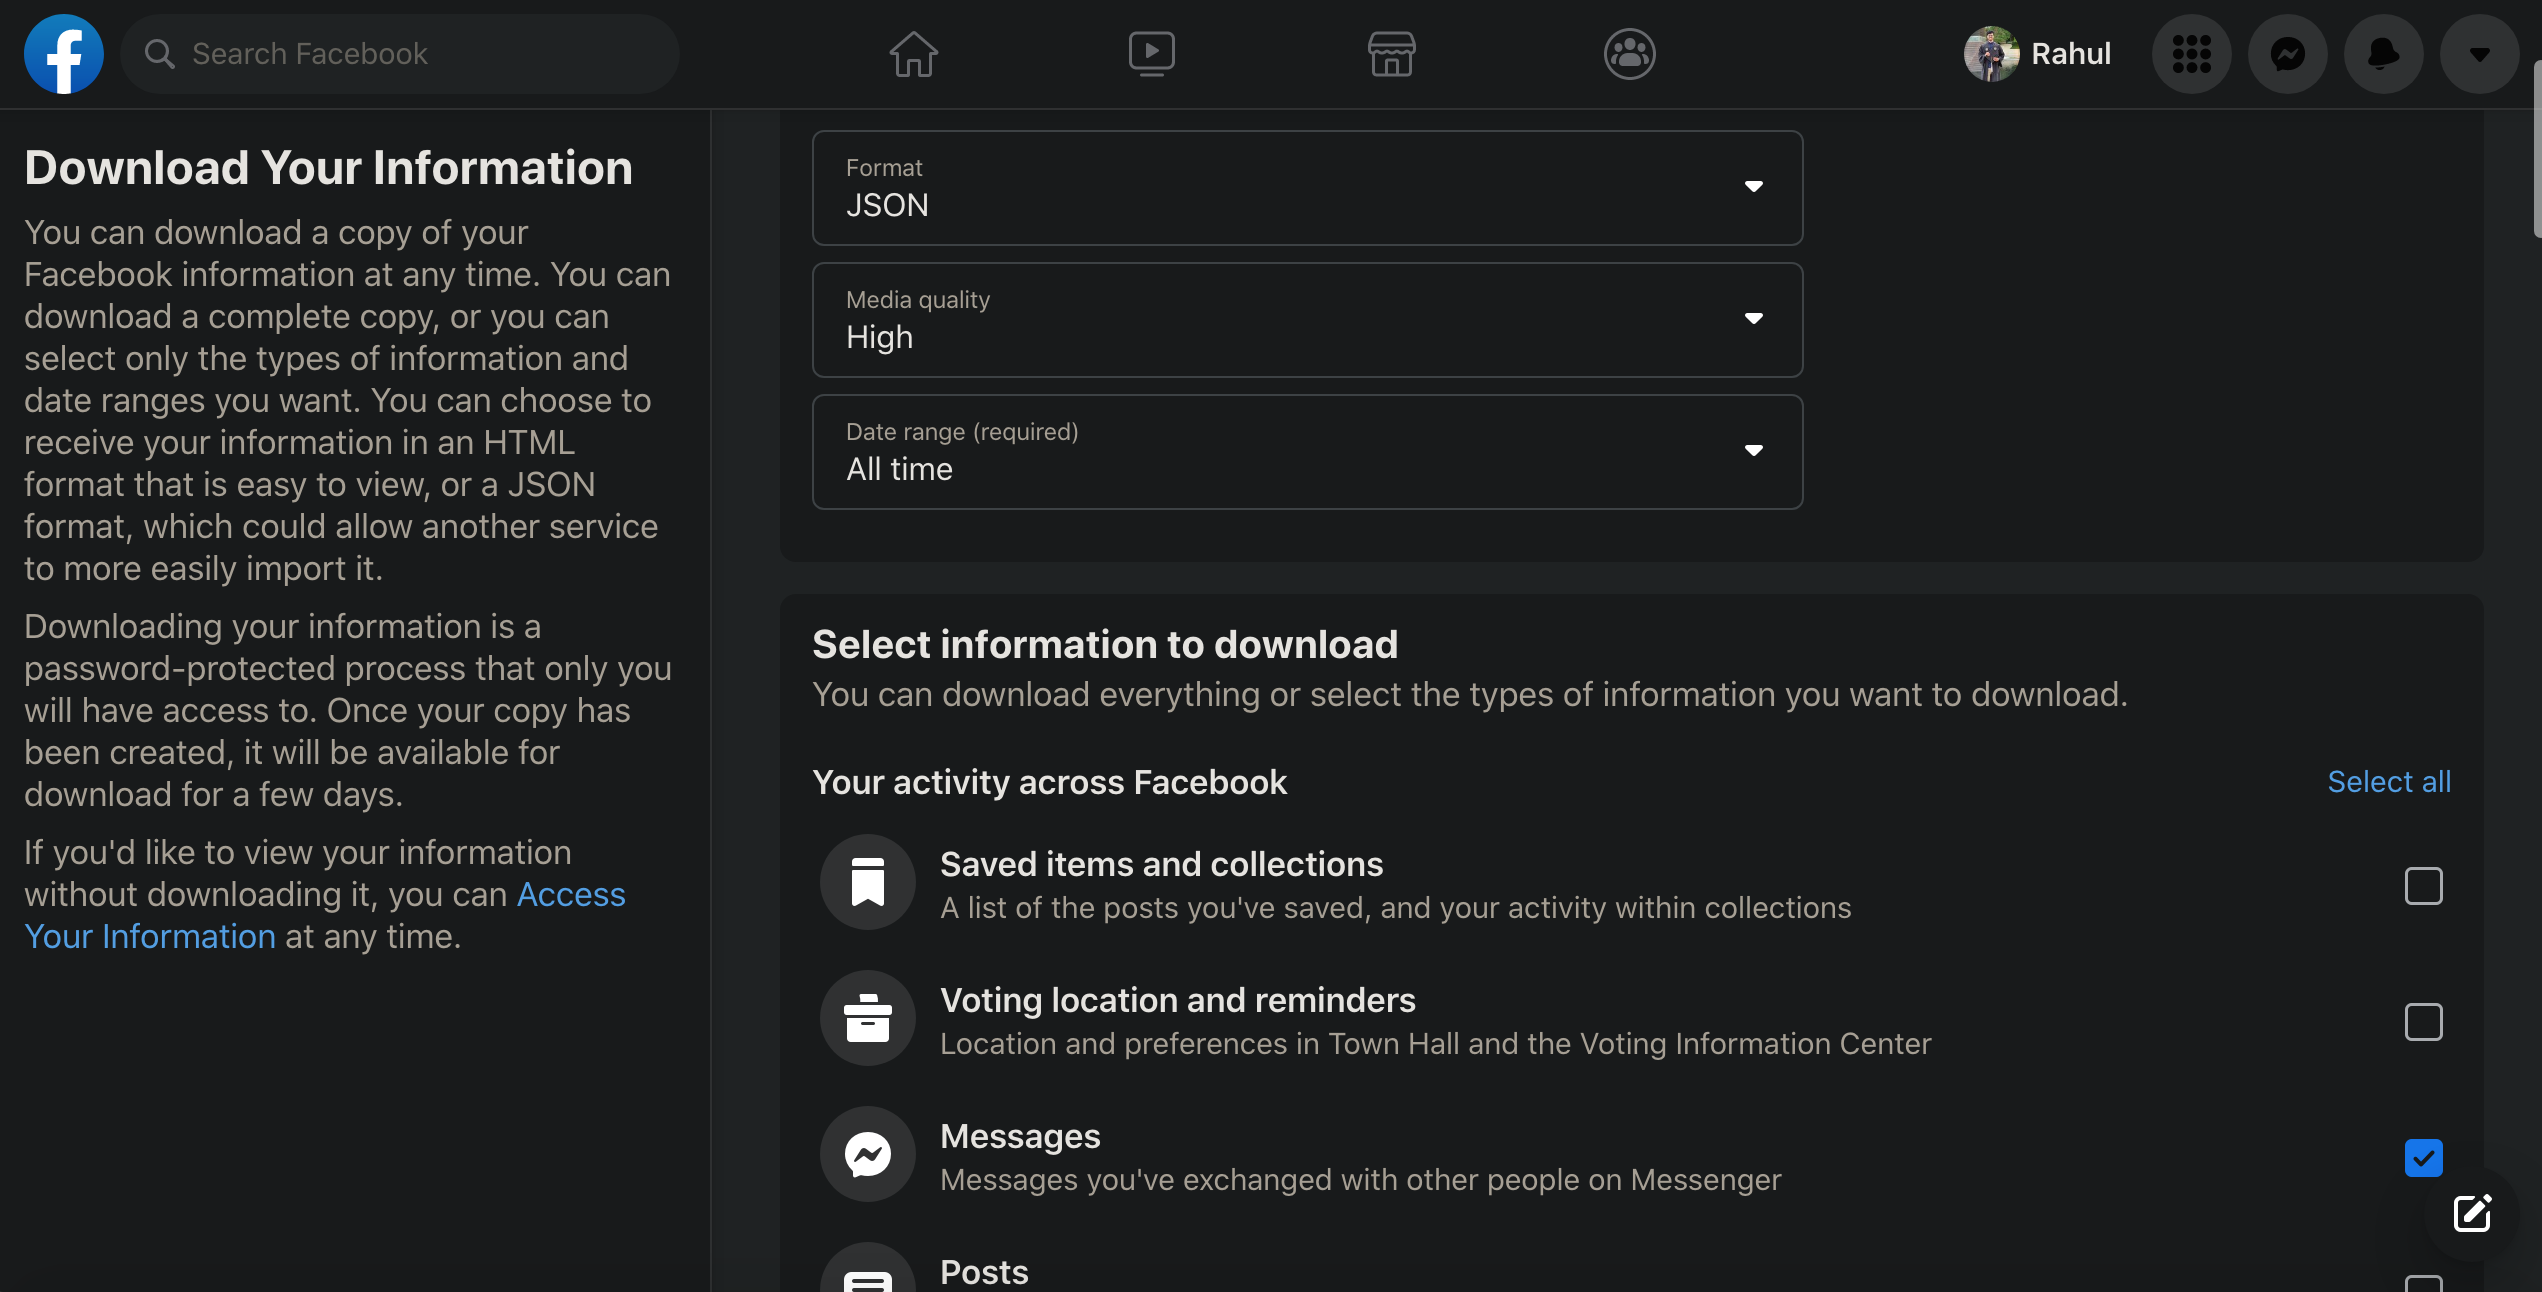 Search Facebook
Rahul
Download Your Information
You can download a copy of your
Facebook information at any time. You can
download a complete copy, or you can
select only the types of information and
date ranges you want. You can choose to
receive your information in an HTML
format that is easy to view, or a JSON
format, which could allow another service
to more easily import it.
Downloading your information is a
password-protected process that only you
will have access to. Once your copy has
been created, it will be available for
download for a few days.
If you'd like to view your information
without downloading it, you can Access
Your Information at any time.
Format
JSON
Media quality
High
Date range (required)
All time
Select information to download
You can download everything or select the types of information you want to download.
Your activity across Facebook
Select all
Saved items and collections
A list of the posts you've saved, and your activity within collections
Voting location and reminders
Location and preferences in Town Hall and the Voting Information Center
Messages
Messages you've exchanged with other people on Messenger
Posts